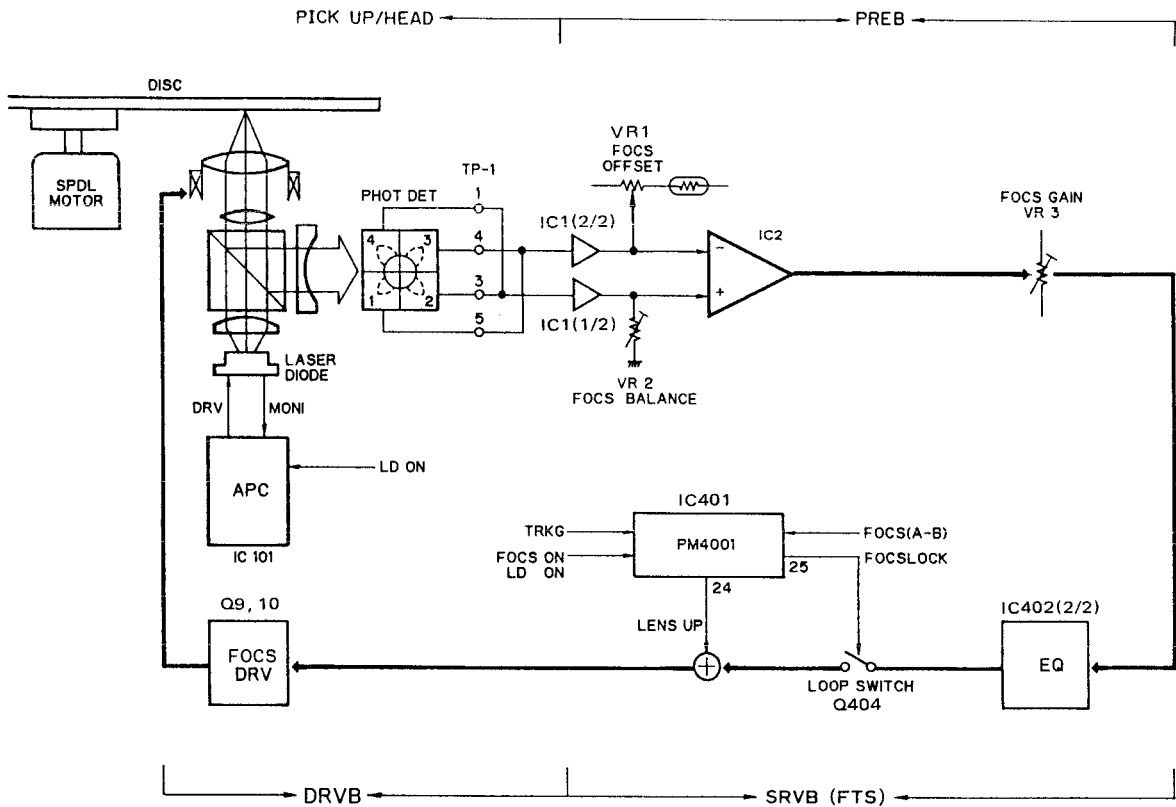 PICK UP/HEAD
PREB
DISC
SPDL
MOTOR
VR1
FOCS
OFFSET
TP-1
PHOT DET
1
4
3
5
4 3
1 2
IC1(2/2)
IC1(1/2)
IC2
-
+
FOCS GAIN
VR 3
VR 2
FOCS BALANCE
LASER
DIODE
DRV
MONI
LD ON
APC
IC 101
IC401
TRKG
PM4001
FOCS(A-B)
FOCS ON
LD ON
25
FOCSLOCK
24
LENS UP
Q9, 10
FOCS
DRV
+
LOOP SWITCH
Q404
IC402(2/2)
EQ
DRVB
SRVB (FTS)